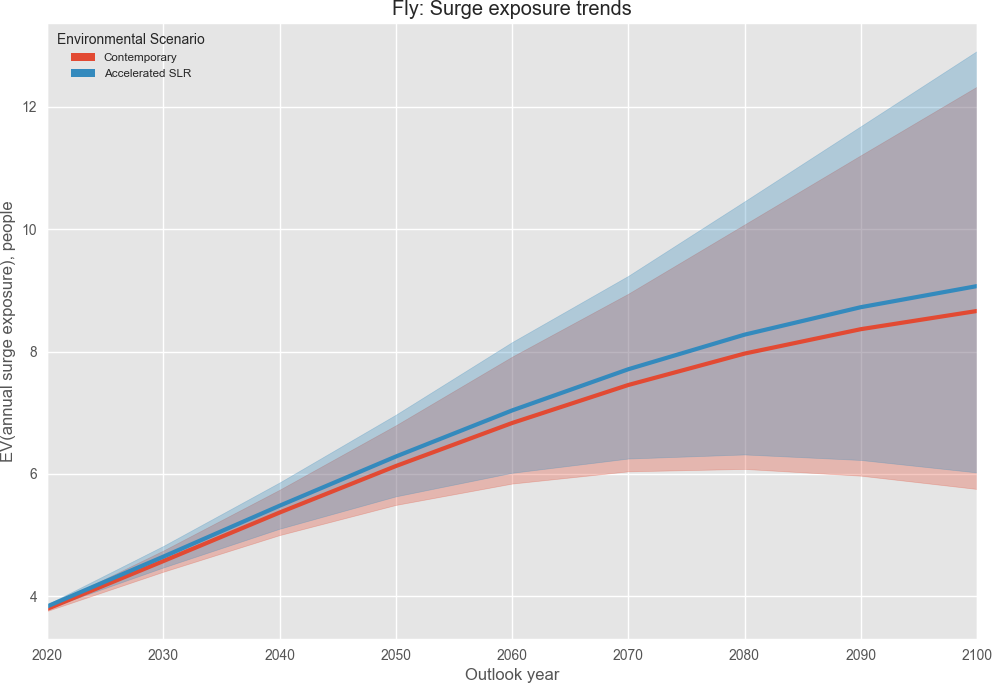 Fly: Surge exposure trends
Environmental Scenario
Contemporary
Accelerated SLR
EV(annual surge exposure), people
12
10
8
6
4
2020 2030 2040 2050 2060 2070 2080 2090 2100
Outlook year